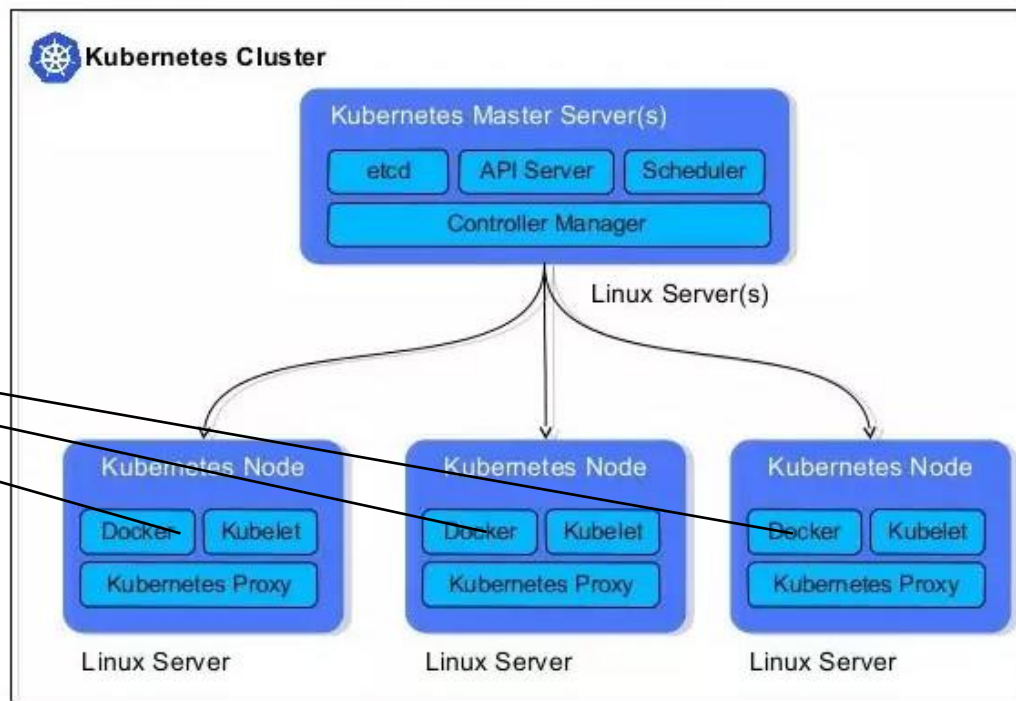 Kubernetes Cluster
Kubernetes Master Server(s)
etcd API Server Scheduler
Controller Manager
Linux Server(s)
Kubernetes Node Kubernetes Node Kubernetes Node
Docker Kubelet Docker Kubelet Docker Kubelet
Kubernetes Proxy Kubernetes Proxy Kubernetes Proxy
Linux Server Linux Server Linux Server